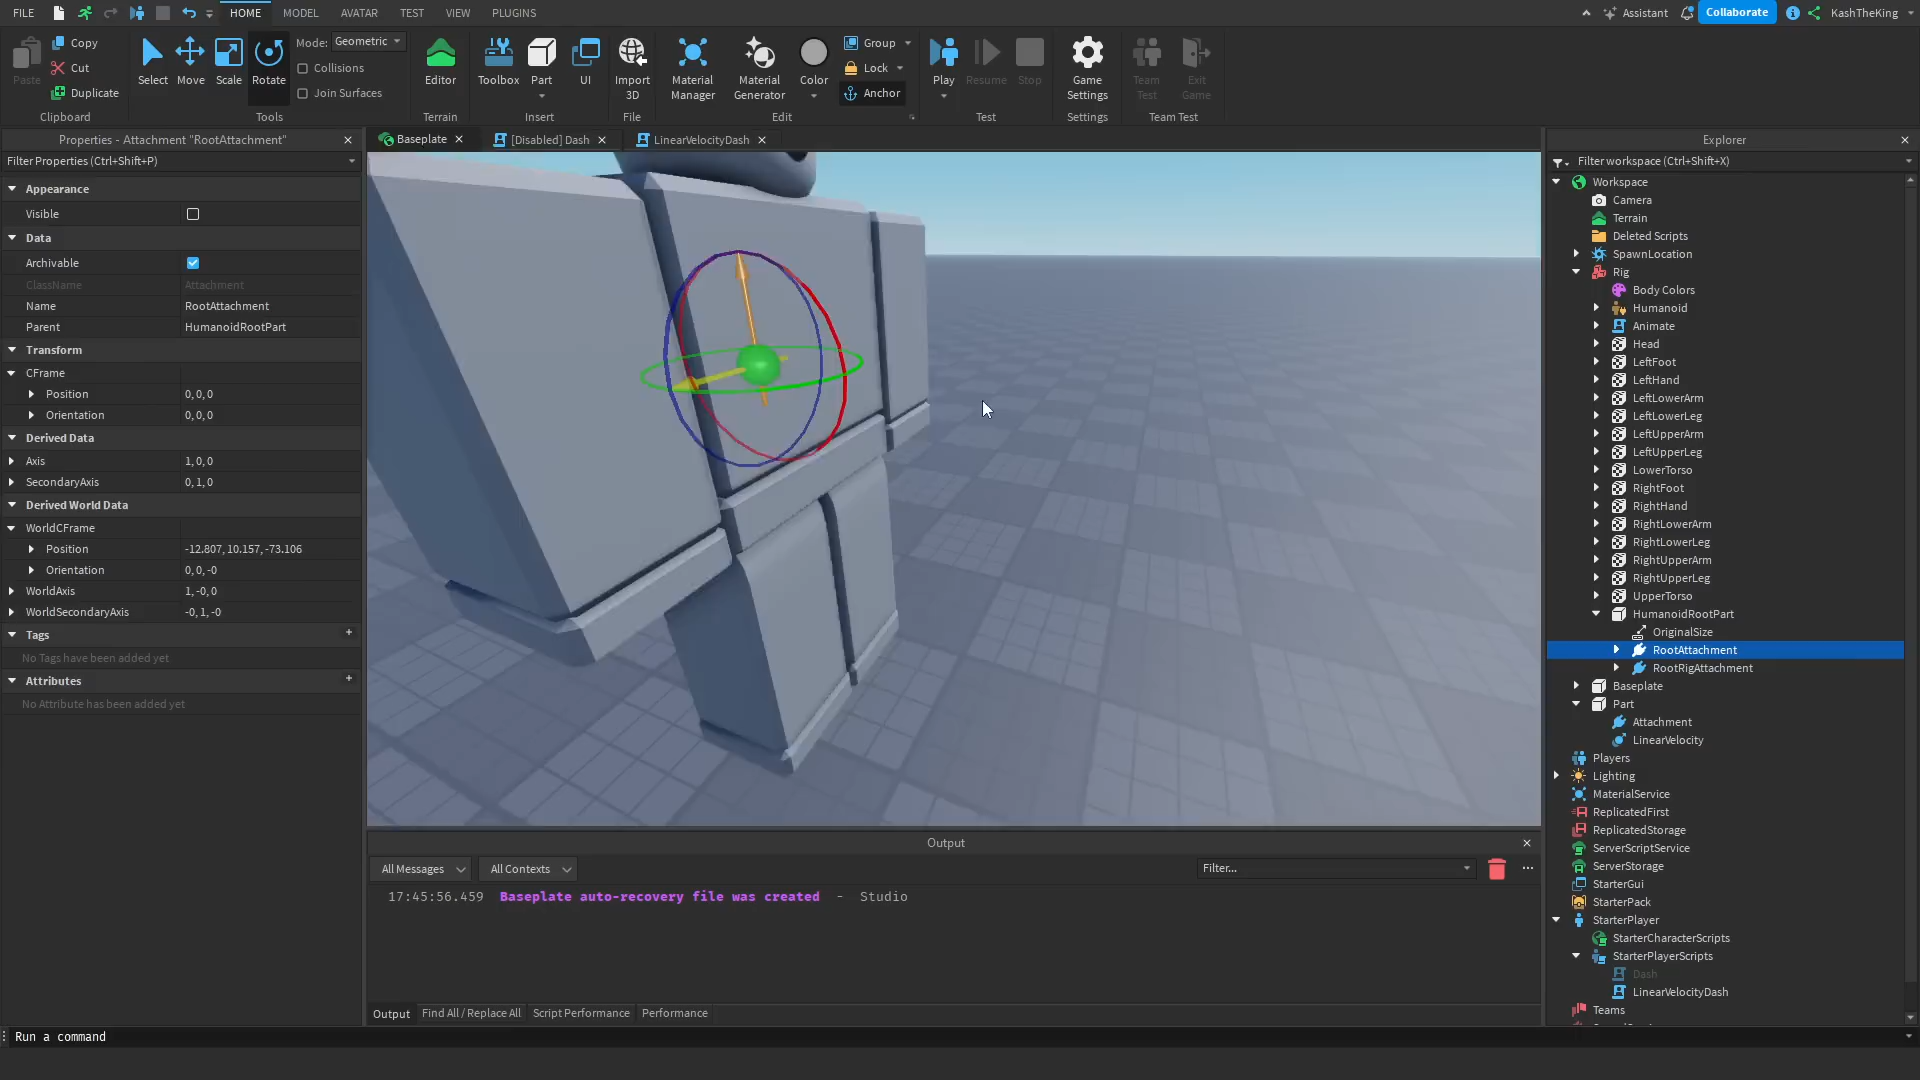 FILE HOME MODEL AVATAR TEST VIEW PLUGINS Assistant Collaborate KashTheKing
Paste Copy Cut Duplicate Clipboard
Select Move Scale Rotate Mode: Geometric Collisions Join Surfaces Tools
Editor Terrain
Toolbox Part UI Insert
Import 3D File
Material Manager Material Generator Color Group Lock Anchor Edit
Play Resume Stop Test
Game Settings Settings
Team Test Exit Game Team Test
Properties - Attachment "RootAttachment"
Filter Properties (Ctrl+Shift+P)
Appearance
Visible
Data
Archivable
ClassName Attachment
Name RootAttachment
Parent HumanoidRootPart
Transform
CFrame
Position 0, 0, 0
Orientation 0, 0, 0
Derived Data
Axis 1, 0, 0
SecondaryAxis 0, 1, 0
Derived World Data
WorldCFrame
Position -12.807, 10.157, -73.106
Orientation 0, 0, -0
WorldAxis 1, -0, 0
WorldSecondaryAxis -0, 1, -0
Tags
No Tags have been added yet
Attributes
No Attribute has been added yet
Baseplate [Disabled] Dash LinearVelocityDash
Output
All Messages All Contexts Filter...
17:45:56.459 Baseplate auto-recovery file was created - Studio
Output Find All / Replace All Script Performance Performance
Run a command
Explorer
Filter workspace (Ctrl+Shift+X)
Workspace
Camera
Terrain
Deleted Scripts
SpawnLocation
Rig
Body Colors
Humanoid
Animate
Head
LeftFoot
LeftHand
LeftLowerArm
LeftLowerLeg
LeftUpperArm
LeftUpperLeg
LowerTorso
RightFoot
RightHand
RightLowerArm
RightLowerLeg
RightUpperArm
RightUpperLeg
UpperTorso
HumanoidRootPart
OriginalSize
RootAttachment
RootRigAttachment
Baseplate
Part
Attachment
LinearVelocity
Players
Lighting
MaterialService
ReplicatedFirst
ReplicatedStorage
ServerScriptService
ServerStorage
StarterGui
StarterPack
StarterPlayer
StarterCharacterScripts
StarterPlayerScripts
Dash
LinearVelocityDash
Teams